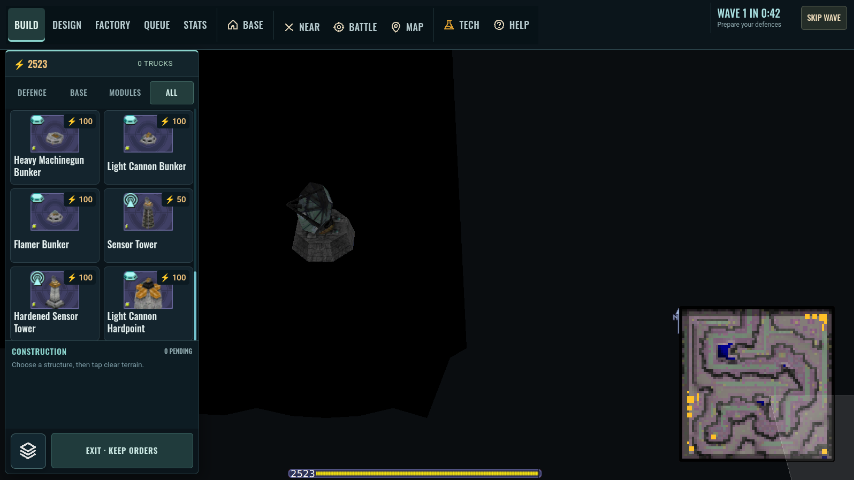 BUILD DESIGN FACTORY QUEUE STATS BASE NEAR BATTLE MAP TECH HELP
WAVE 1 IN 0:42
Prepare your defences
SKIP WAVE
2523
0 TRUCKS
DEFENCE BASE MODULES ALL
100
Heavy Machinegun
Bunker
100
Light Cannon Bunker
100
Flamer Bunker
50
Sensor Tower
100
Hardened Sensor
Tower
100
Light Cannon
Hardpoint
CONSTRUCTION
0 PENDING
Choose a structure, then tap clear terrain.
EXIT · KEEP ORDERS
2523
N